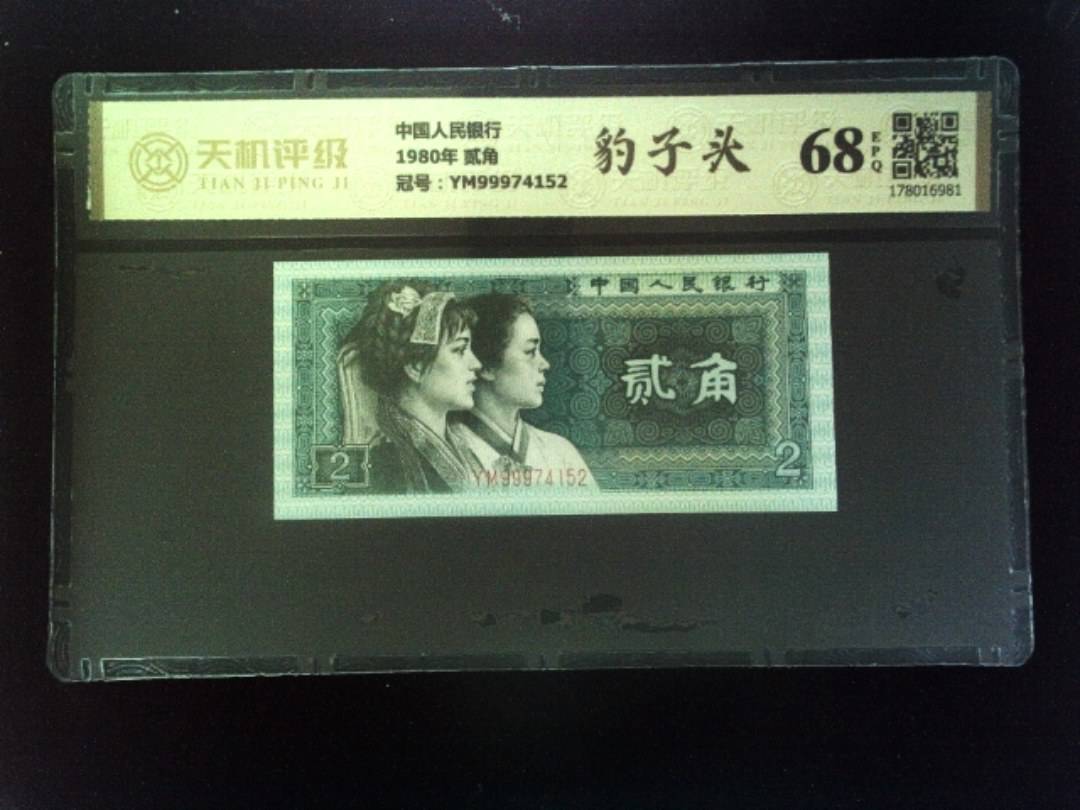 天机评级
TIAN JI PING JI
中国人民银行
1980年 贰角
冠号：YM99974152
豹子头
68
EPQ
178016981
中国人民银行
贰角
2
2
YM99974152